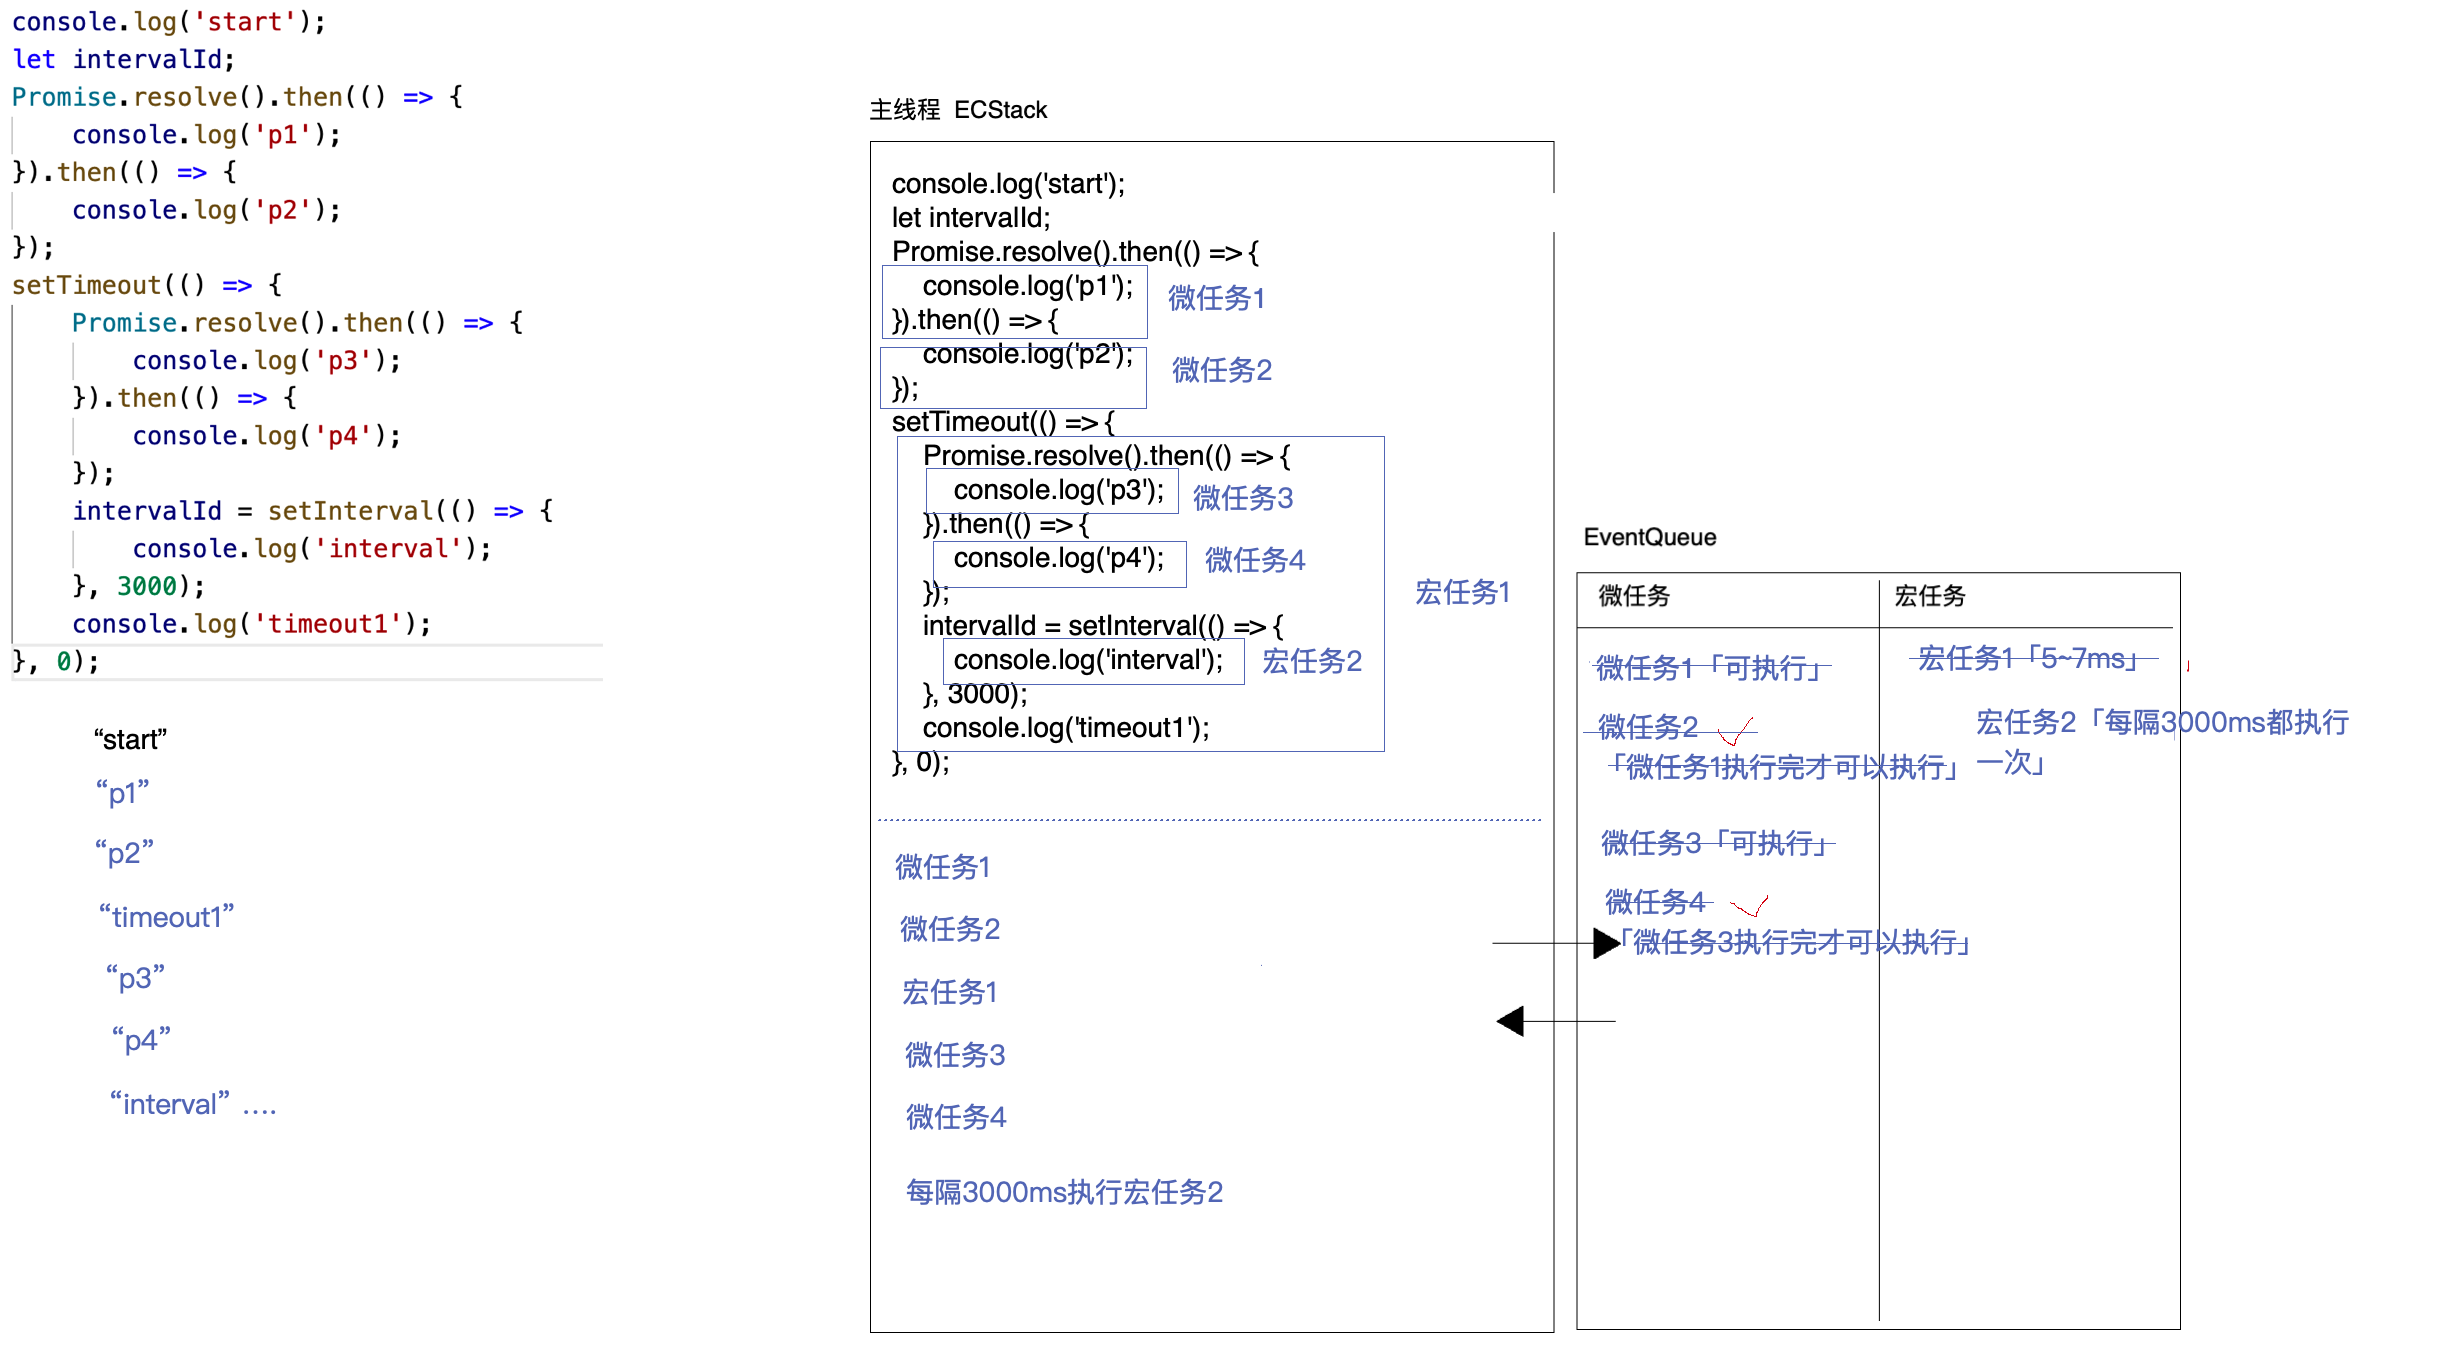 console.log('start');
let intervalId;
Promise.resolve().then(() => {
    console.log('p1');
}).then(() => {
    console.log('p2');
});
setTimeout(() => {
    Promise.resolve().then(() => {
        console.log('p3');
    }).then(() => {
        console.log('p4');
    });
    intervalId = setInterval(() => {
        console.log('interval');
    }, 3000);
    console.log('timeout1');
}, 0);
“start”
“p1”
“p2”
“timeout1”
“p3”
“p4”
“interval” ....
主线程 ECStack
console.log('start');
let intervalId;
Promise.resolve().then(() => {
    console.log('p1');
微任务1
}).then(() => {
    console.log('p2');
微任务2
});
setTimeout(() => {
    Promise.resolve().then(() => {
        console.log('p3');
微任务3
    }).then(() => {
        console.log('p4');
微任务4
    });
宏任务1
    intervalId = setInterval(() => {
        console.log('interval');
宏任务2
    }, 3000);
    console.log('timeout1');
}, 0);
微任务1
微任务2
宏任务1
微任务3
微任务4
每隔3000ms执行宏任务2
EventQueue
微任务
宏任务
微任务1「可执行」
微任务2
「微任务1执行完才可以执行」
微任务3「可执行」
微任务4
「微任务3执行完才可以执行」
宏任务1「5~7ms」
宏任务2「每隔3000ms都执行
一次」